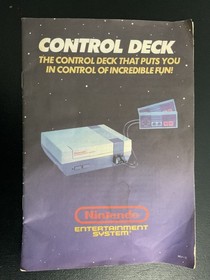 CONTROL DECK
THE CONTROL DECK THAT PUTS YOU
IN CONTROL OF INCREDIBLE FUN!
Nintendo
ENTERTAINMENT
SYSTEM